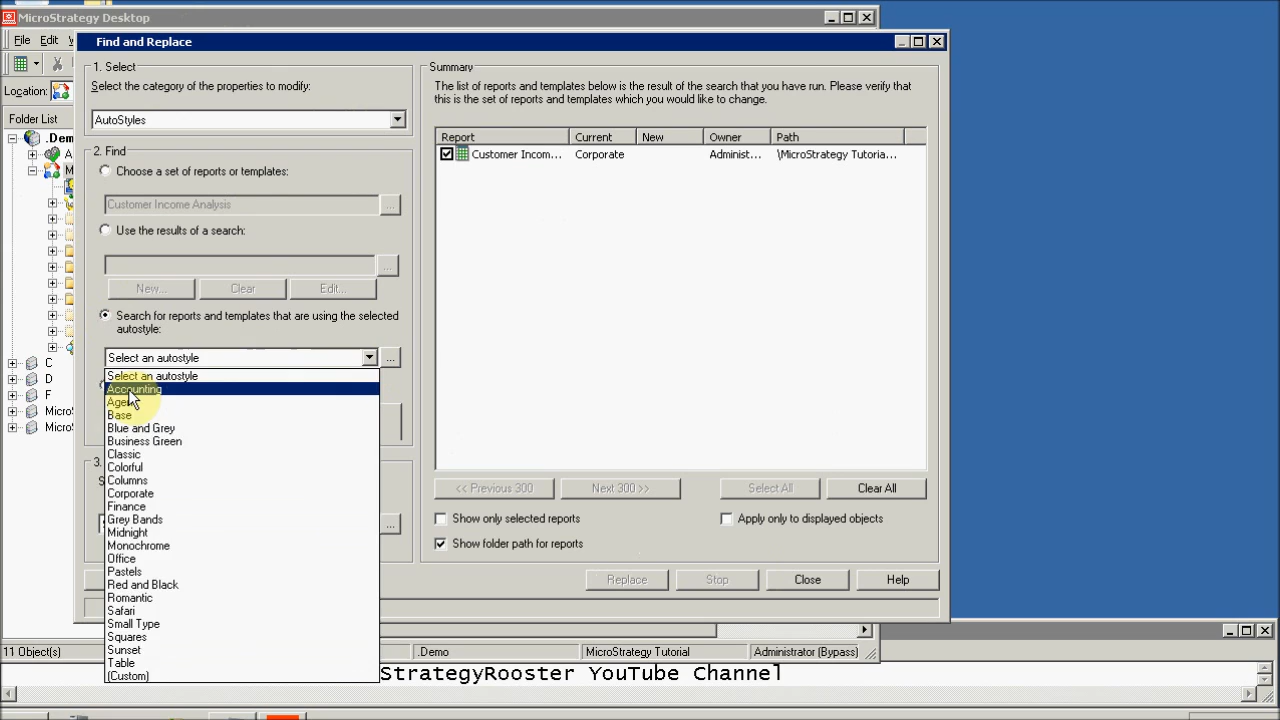 MicroStrategy Desktop
File Edit
Location:
Folder List
.Dem
A
M
C
D
F
MicroS
MicroS
Find and Replace
1. Select
Select the category of the properties to modify:
AutoStyles
2. Find
Choose a set of reports or templates:
Customer Income Analysis
...
Use the results of a search:
...
New... Clear Edit...
Search for reports and templates that are using the selected
autostyle:
Select an autostyle
...
Select an autostyle
Accounting
Agent
Base
Blue and Grey
Business Green
Classic
Colorful
Columns
Corporate
Finance
Grey Bands
Midnight
Monochrome
Office
Pastels
Red and Black
Romantic
Safari
Small Type
Squares
Sunset
Table
(Custom)
3.
S
...
Summary
The list of reports and templates below is the result of the search that you have run. Please verify that
this is the set of reports and templates which you would like to change.
Report Current New Owner Path
Customer Incom... Corporate Administ... \MicroStrategy Tutoria...
<< Previous 300 Next 300 >> Select All Clear All
Show only selected reports Apply only to displayed objects
Show folder path for reports
Replace Stop Close Help
11 Object(s) .Demo MicroStrategy Tutorial Administrator (Bypass)
StrategyRooster YouTube Channel